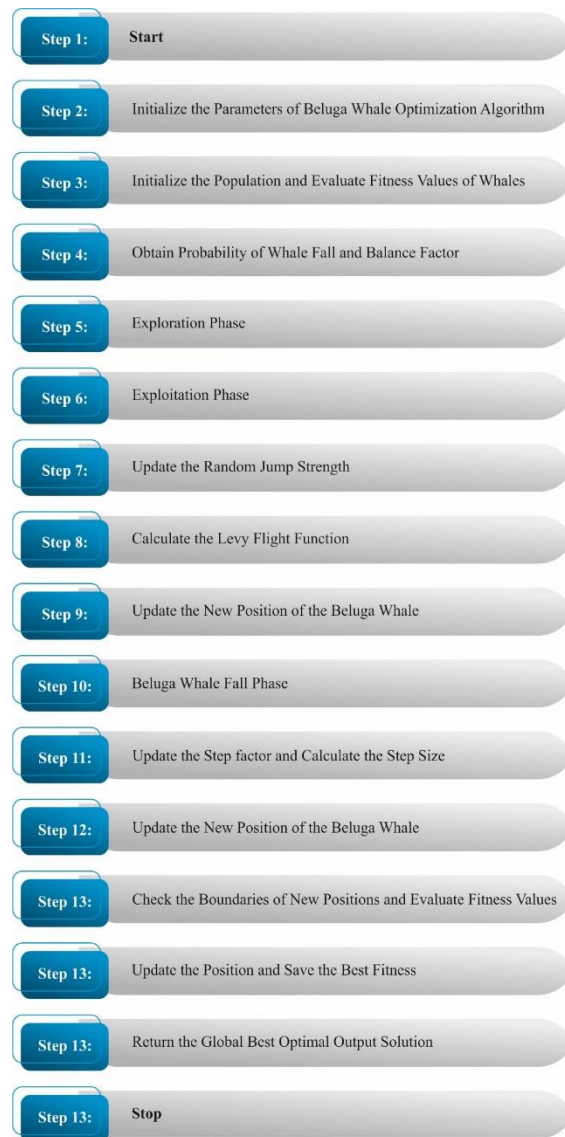 Step 1: Start
Step 2: Initialize the Parameters of Beluga Whale Optimization Algorithm
Step 3: Initialize the Population and Evaluate Fitness Values of Whales
Step 4: Obtain Probability of Whale Fall and Balance Factor
Step 5: Exploration Phase
Step 6: Exploitation Phase
Step 7: Update the Random Jump Strength
Step 8: Calculate the Levy Flight Function
Step 9: Update the New Position of the Beluga Whale
Step 10: Beluga Whale Fall Phase
Step 11: Update the Step factor and Calculate the Step Size
Step 12: Update the New Position of the Beluga Whale
Step 13: Check the Boundaries of New Positions and Evaluate Fitness Values
Step 13: Update the Position and Save the Best Fitness
Step 13: Return the Global Best Optimal Output Solution
Step 13: Stop